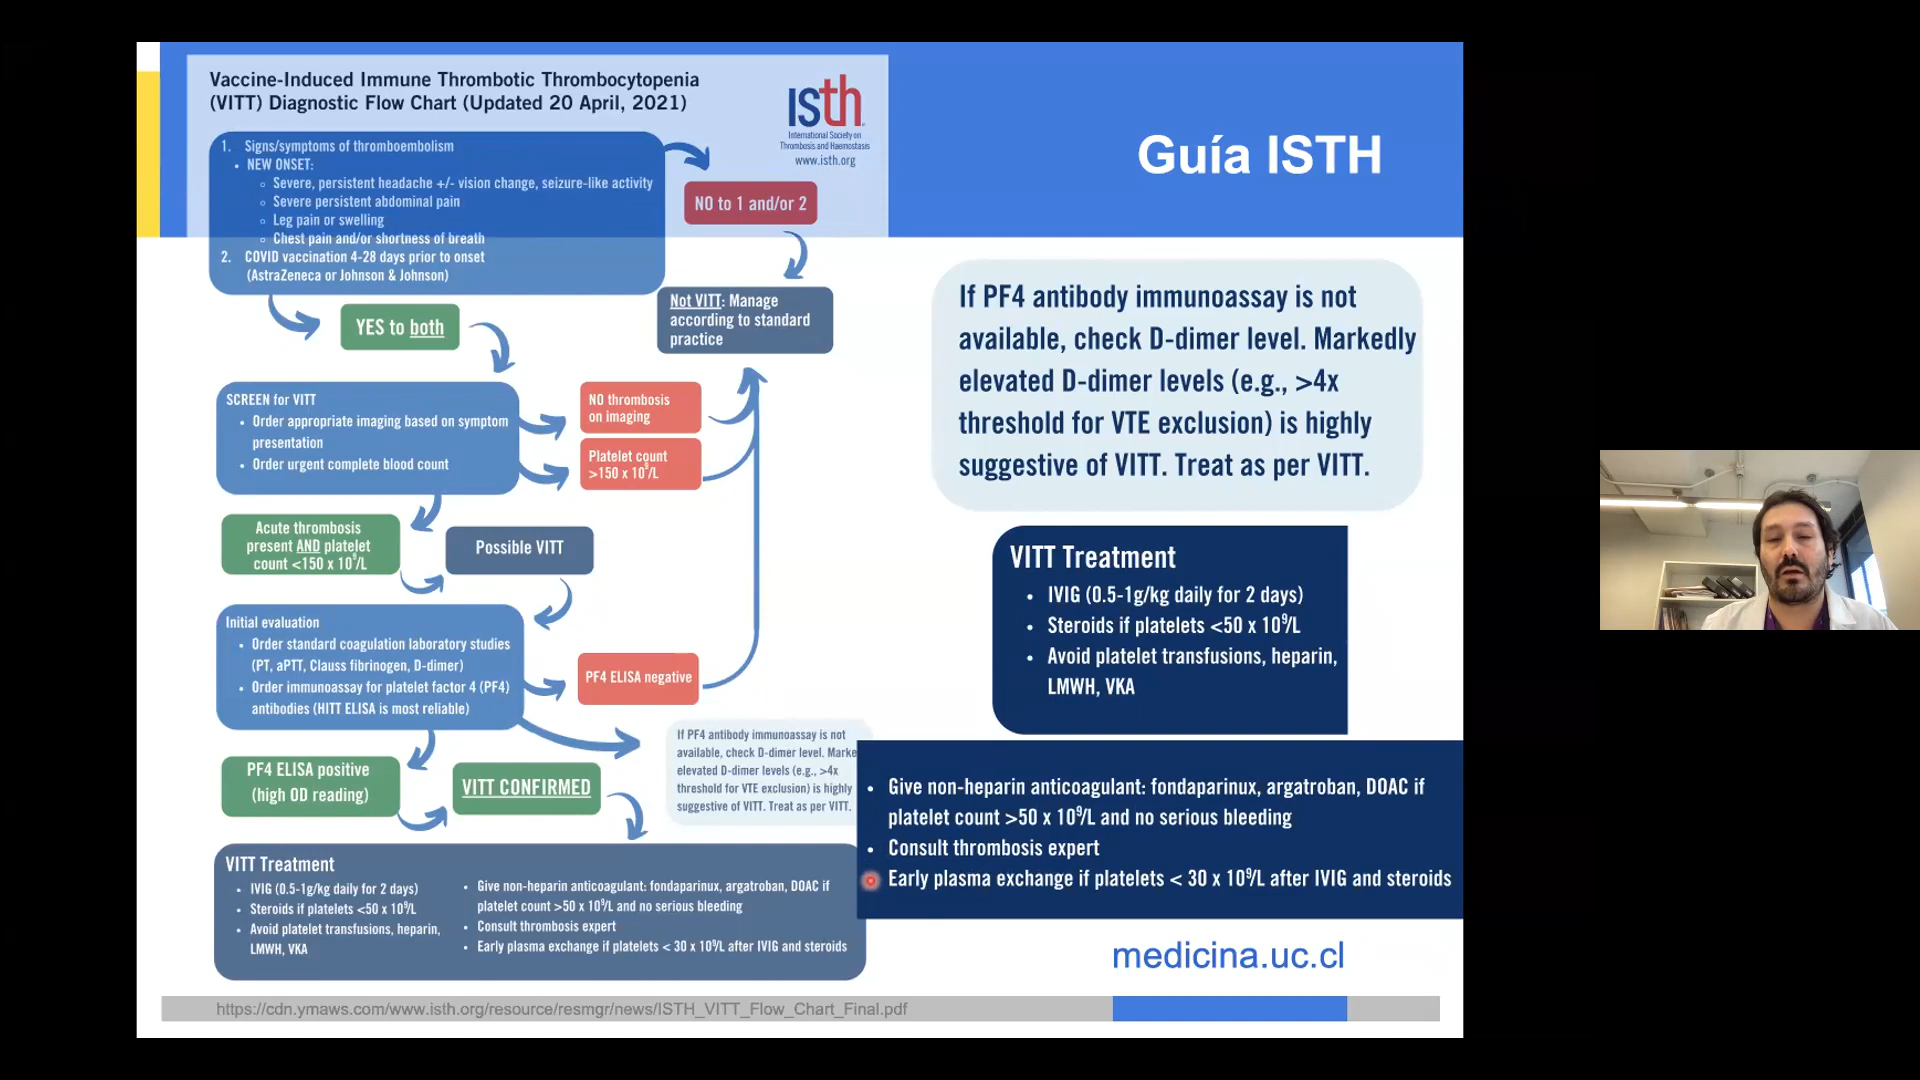 Vaccine-Induced Immune Thrombotic Thrombocytopenia
(VITT) Diagnostic Flow Chart (Updated 20 April, 2021)
isth
International Society on
Thrombosis and Haemostasis
www.isth.org
Guía ISTH
1. Signs/symptoms of thromboembolism
• NEW ONSET:
○ Severe, persistent headache +/- vision change, seizure-like activity
○ Severe persistent abdominal pain
○ Leg pain or swelling
○ Chest pain and/or shortness of breath
2. COVID vaccination 4-28 days prior to onset
(AstraZeneca or Johnson & Johnson)
NO to 1 and/or 2
YES to both
Not VITT: Manage
according to standard
practice
SCREEN for VITT
• Order appropriate imaging based on symptom
presentation
• Order urgent complete blood count
NO thrombosis
on imaging
Platelet count
>150 x 10⁹/L
Acute thrombosis
present AND platelet
count <150 x 10⁹/L
Possible VITT
Initial evaluation
• Order standard coagulation laboratory studies
(PT, aPTT, Clauss fibrinogen, D-dimer)
• Order immunoassay for platelet factor 4 (PF4)
antibodies (HITT ELISA is most reliable)
PF4 ELISA negative
If PF4 antibody immunoassay is not
available, check D-dimer level. Marke
elevated D-dimer levels (e.g., >4x
threshold for VTE exclusion) is highly
suggestive of VITT. Treat as per VITT.
PF4 ELISA positive
(high OD reading)
VITT CONFIRMED
VITT Treatment
• IVIG (0.5-1g/kg daily for 2 days)
• Steroids if platelets <50 x 10⁹/L
• Avoid platelet transfusions, heparin,
LMWH, VKA
• Give non-heparin anticoagulant: fondaparinux, argatroban, DOAC if
platelet count >50 x 10⁹/L and no serious bleeding
• Consult thrombosis expert
• Early plasma exchange if platelets < 30 x 10⁹/L after IVIG and steroids
If PF4 antibody immunoassay is not
available, check D-dimer level. Markedly
elevated D-dimer levels (e.g., >4x
threshold for VTE exclusion) is highly
suggestive of VITT. Treat as per VITT.
VITT Treatment
• IVIG (0.5-1g/kg daily for 2 days)
• Steroids if platelets <50 x 10⁹/L
• Avoid platelet transfusions, heparin,
LMWH, VKA
• Give non-heparin anticoagulant: fondaparinux, argatroban, DOAC if
platelet count >50 x 10⁹/L and no serious bleeding
• Consult thrombosis expert
Early plasma exchange if platelets < 30 x 10⁹/L after IVIG and steroids
medicina.uc.cl
https://cdn.ymaws.com/www.isth.org/resource/resmgr/news/ISTH_VITT_Flow_Chart_Final.pdf